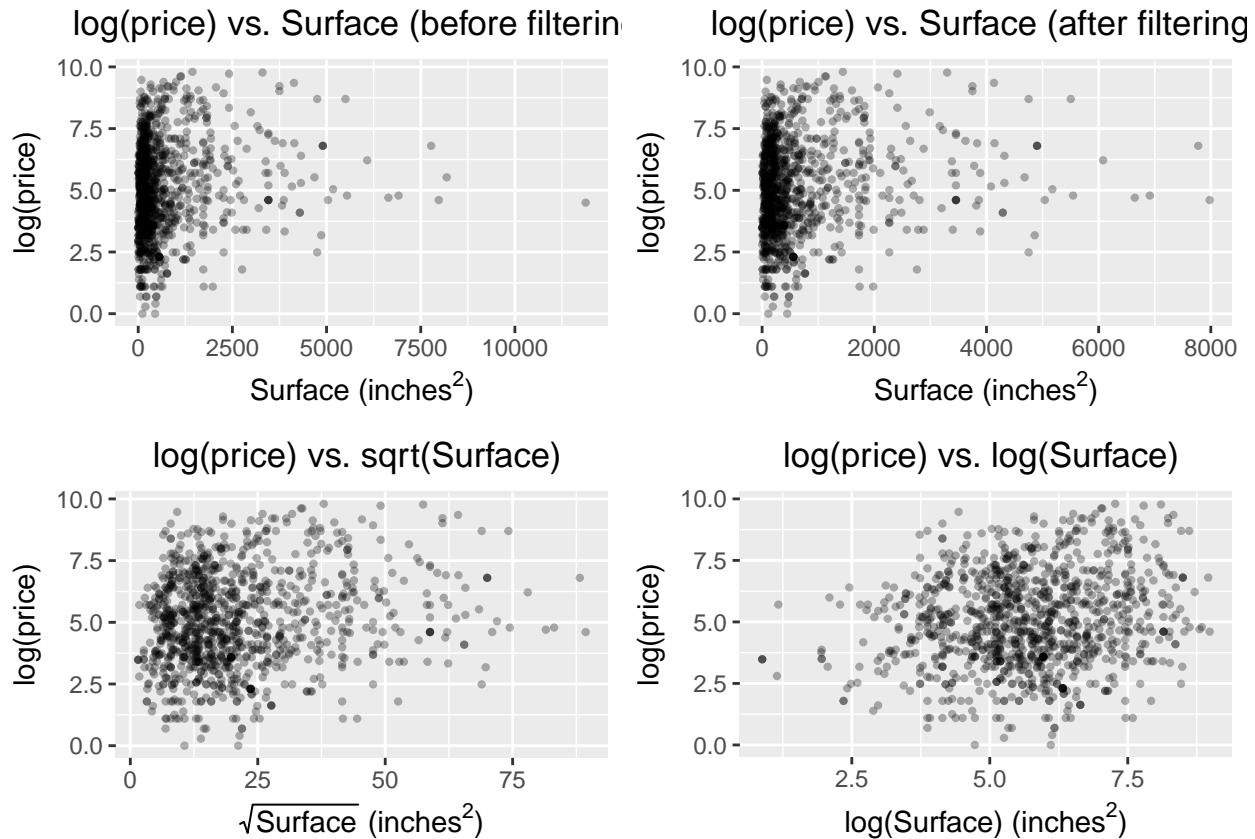 log(price) vs. Surface (before filterin
10.0
7.5
5.0
2.5
0.0
log(price)
0 2500 5000 7500 10000
Surface (inches²)
log(price) vs. Surface (after filtering
10.0
7.5
5.0
2.5
0.0
log(price)
0 2000 4000 6000 8000
Surface (inches²)
log(price) vs. sqrt(Surface)
10.0
7.5
5.0
2.5
0.0
log(price)
0 25 50 75
√Surface (inches²)
log(price) vs. log(Surface)
10.0
7.5
5.0
2.5
0.0
log(price)
2.5 5.0 7.5
log(Surface) (inches²)